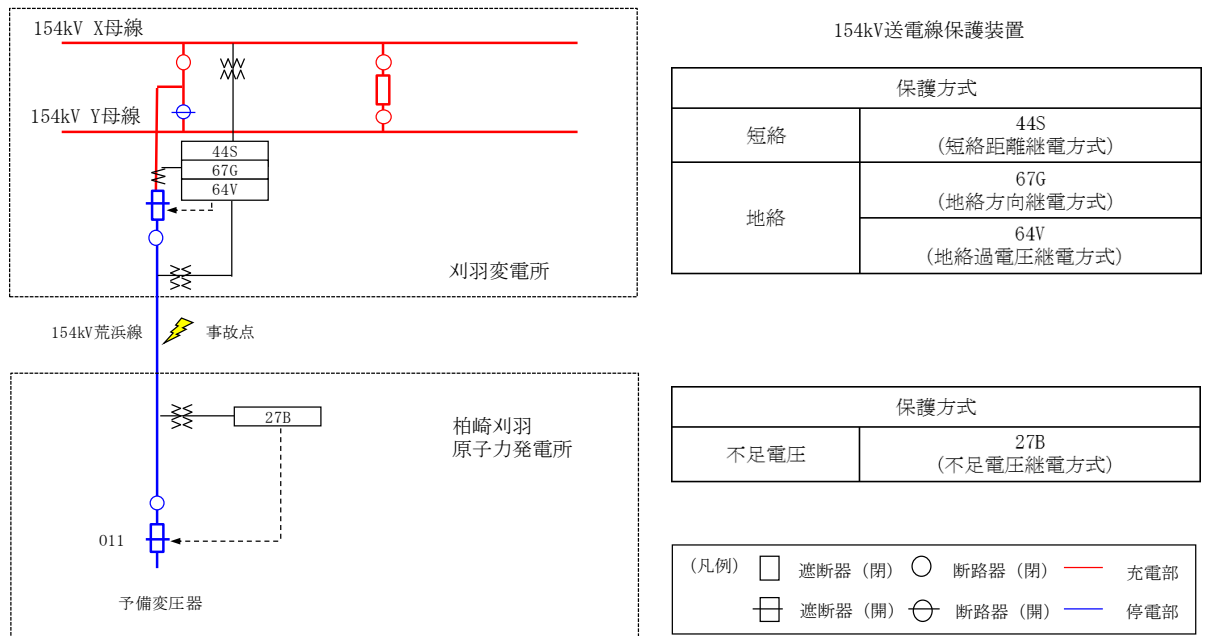 154kV X母線
154kV Y母線
44S
67G
64V
刈羽変電所
154kV荒浜線
事故点
27B
柏崎刈羽
原子力発電所
O11
予備変圧器
154kV送電線保護装置
保護方式
短絡
44S
(短絡距離継電方式)
地絡
67G
(地絡方向継電方式)
64V
(地絡過電圧継電方式)
保護方式
不足電圧
27B
(不足電圧継電方式)
(凡例) 遮断器（閉） 断路器（閉） 充電部
遮断器（開） 断路器（開） 停電部